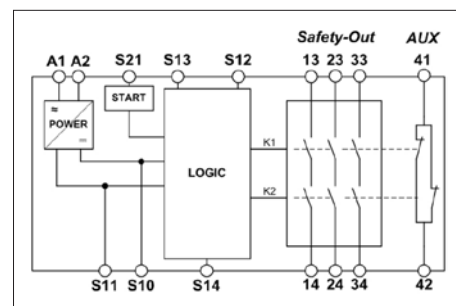 Safety-Out AUX
A1 A2 S21 S13 S12 13 23 33 41
START
POWER
LOGIC
K1
K2
S11 S10 S14 14 24 34 42